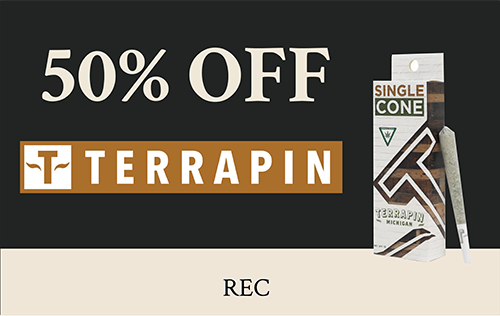 50% OFF
TERRAPIN
SINGLE
CONE
TERRAPIN
MICHIGAN
REC